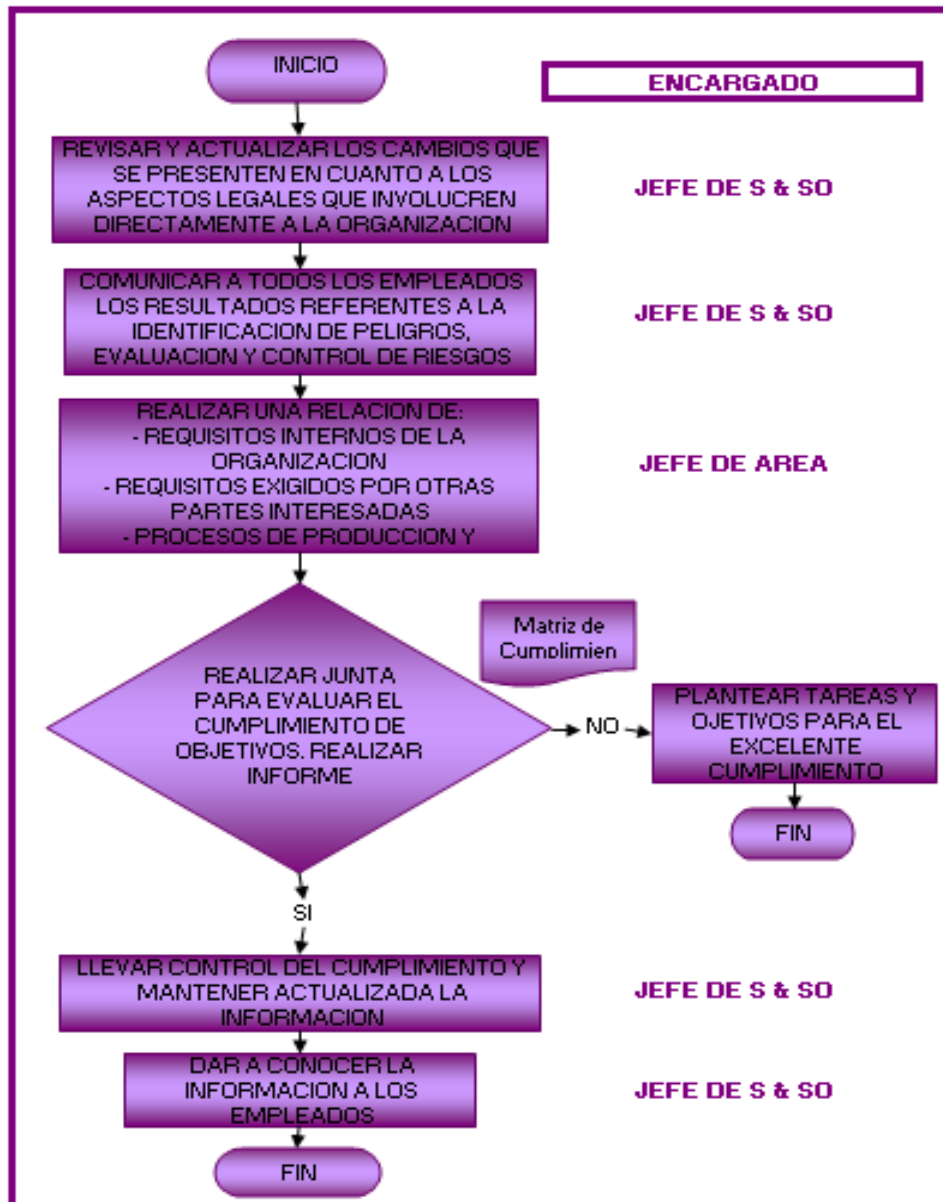 INICIO
ENCARGADO
REVISAR Y ACTUALIZAR LOS CAMBIOS QUE
SE PRESENTEN EN CUANTO A LOS
ASPECTOS LEGALES QUE INVOLUCREN
DIRECTAMENTE A LA ORGANIZACION
JEFE DE S & SO
COMUNICAR A TODOS LOS EMPLEADOS
LOS RESULTADOS REFERENTES A LA
IDENTIFICACION DE PELIGROS,
EVALUACION Y CONTROL DE RIESGOS
JEFE DE S & SO
REALIZAR UNA RELACION DE:
- REQUISITOS INTERNOS DE LA
ORGANIZACION
- REQUISITOS EXIGIDOS POR OTRAS
PARTES INTERESADAS
- PROCESOS DE PRODUCCION Y
JEFE DE AREA
REALIZAR JUNTA
PARA EVALUAR EL
CUMPLIMIENTO DE
OBJETIVOS. REALIZAR
INFORME
Matriz de
Cumplimien
NO
PLANTEAR TAREAS Y
OJETIVOS PARA EL
EXCELENTE
CUMPLIMIENTO
FIN
SI
LLEVAR CONTROL DEL CUMPLIMIENTO Y
MANTENER ACTUALIZADA LA
INFORMACION
JEFE DE S & SO
DAR A CONOCER LA
INFORMACION A LOS
EMPLEADOS
JEFE DE S & SO
FIN